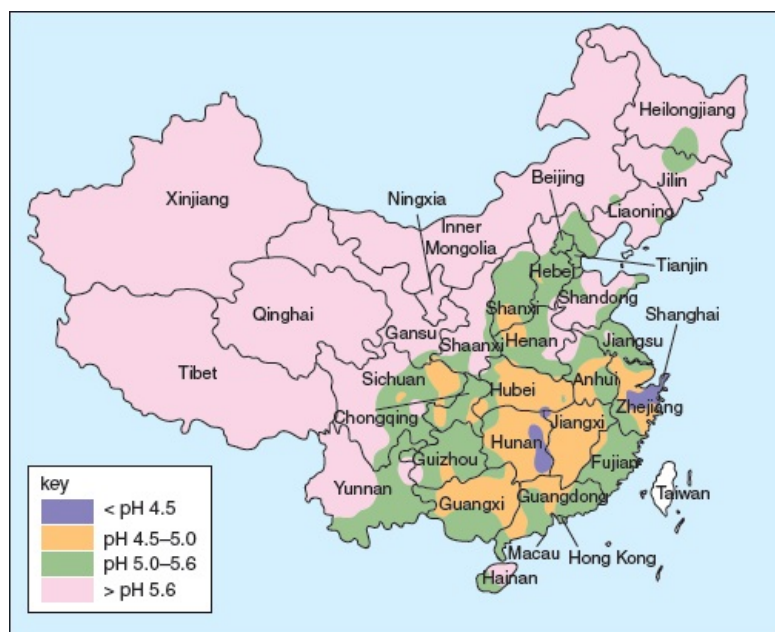 Heilongjiang
Jilin
Beijing
Liaoning
Xinjiang
Ningxia
Inner
Mongolia
Hebei
Tianjin
Shanxi
Shandong
Qinghai
Gansu
Shanghai
Shaanxi
Henan
Jiangsu
Tibet
Sichuan
Hubei
Anhui
Chongqing
Zhejiang
Hunan
Jiangxi
Guizhou
Fujian
Yunnan
Guangxi
Guangdong
Taiwan
Macau
Hong Kong
Hainan
key
< pH 4.5
pH 4.5–5.0
pH 5.0–5.6
> pH 5.6